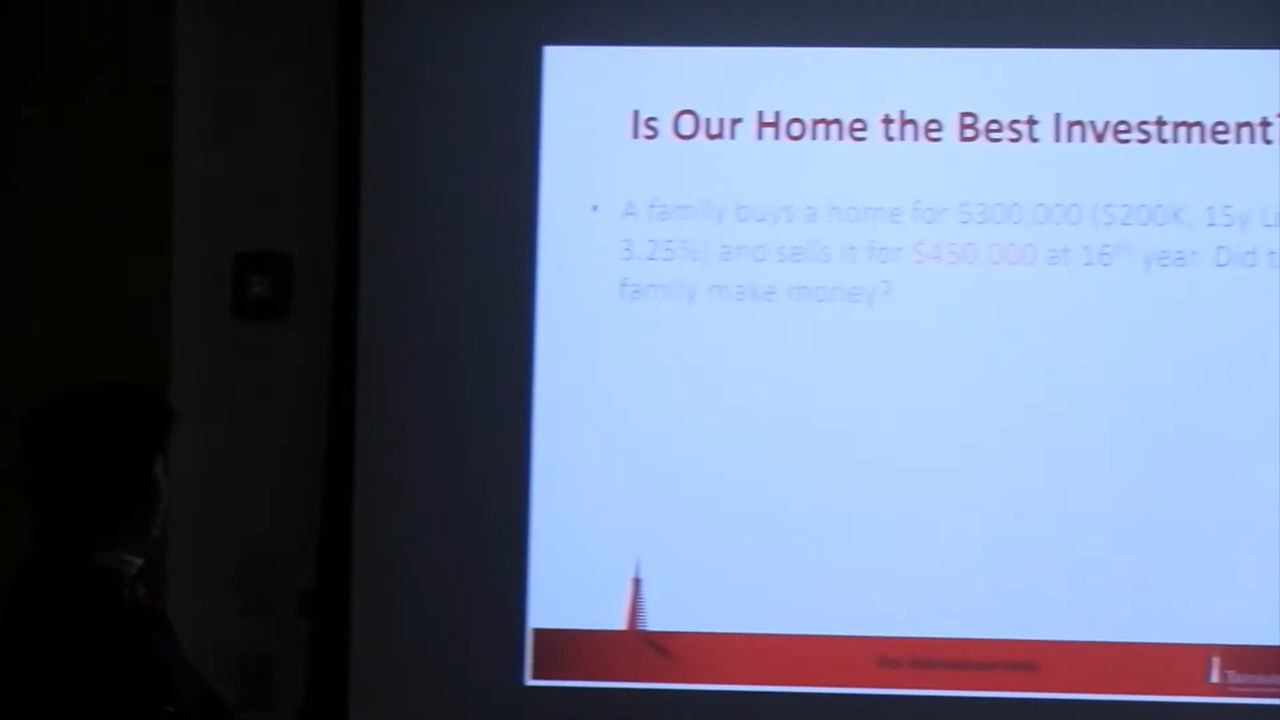 Is Our Home the Best Investment?
• A family buys a home for $300,000 ($200K, 15y L
3.25%) and sells it for $450,000 at 16th year. Did t
family make money?